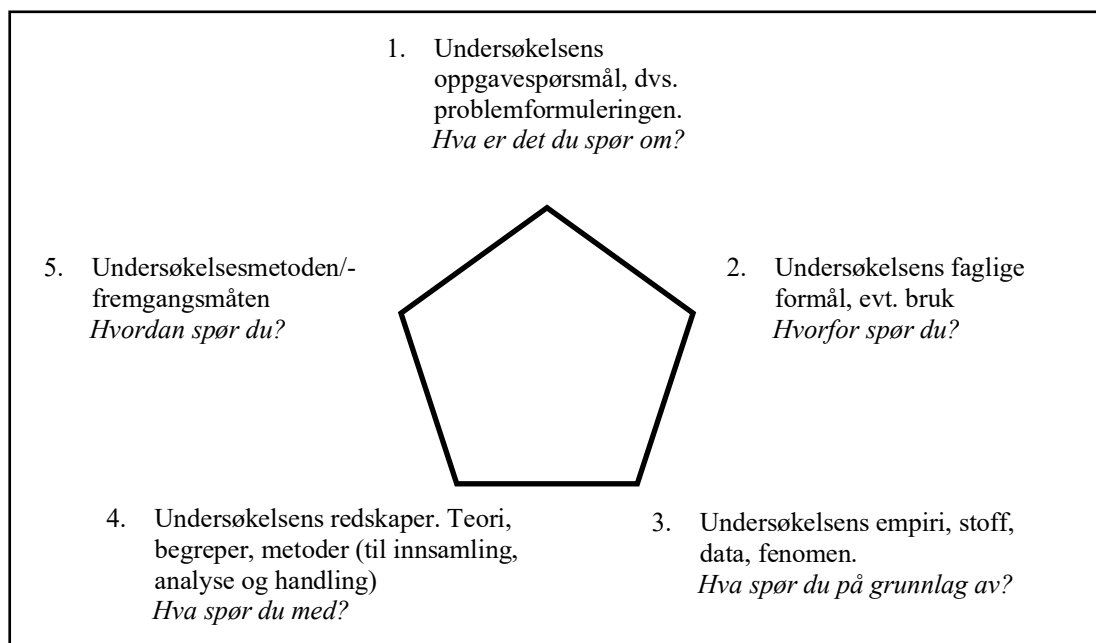 1. Undersøkelsens
oppgavespørsmål, dvs.
problemformuleringen.
Hva er det du spør om?
5. Undersøkelsesmetoden/-
fremgangsmåten
Hvordan spør du?
2. Undersøkelsens faglige
formål, evt. bruk
Hvorfor spør du?
4. Undersøkelsens redskaper. Teori,
begreper, metoder (til innsamling,
analyse og handling)
Hva spør du med?
3. Undersøkelsens empiri, stoff,
data, fenomen.
Hva spør du på grunnlag av?